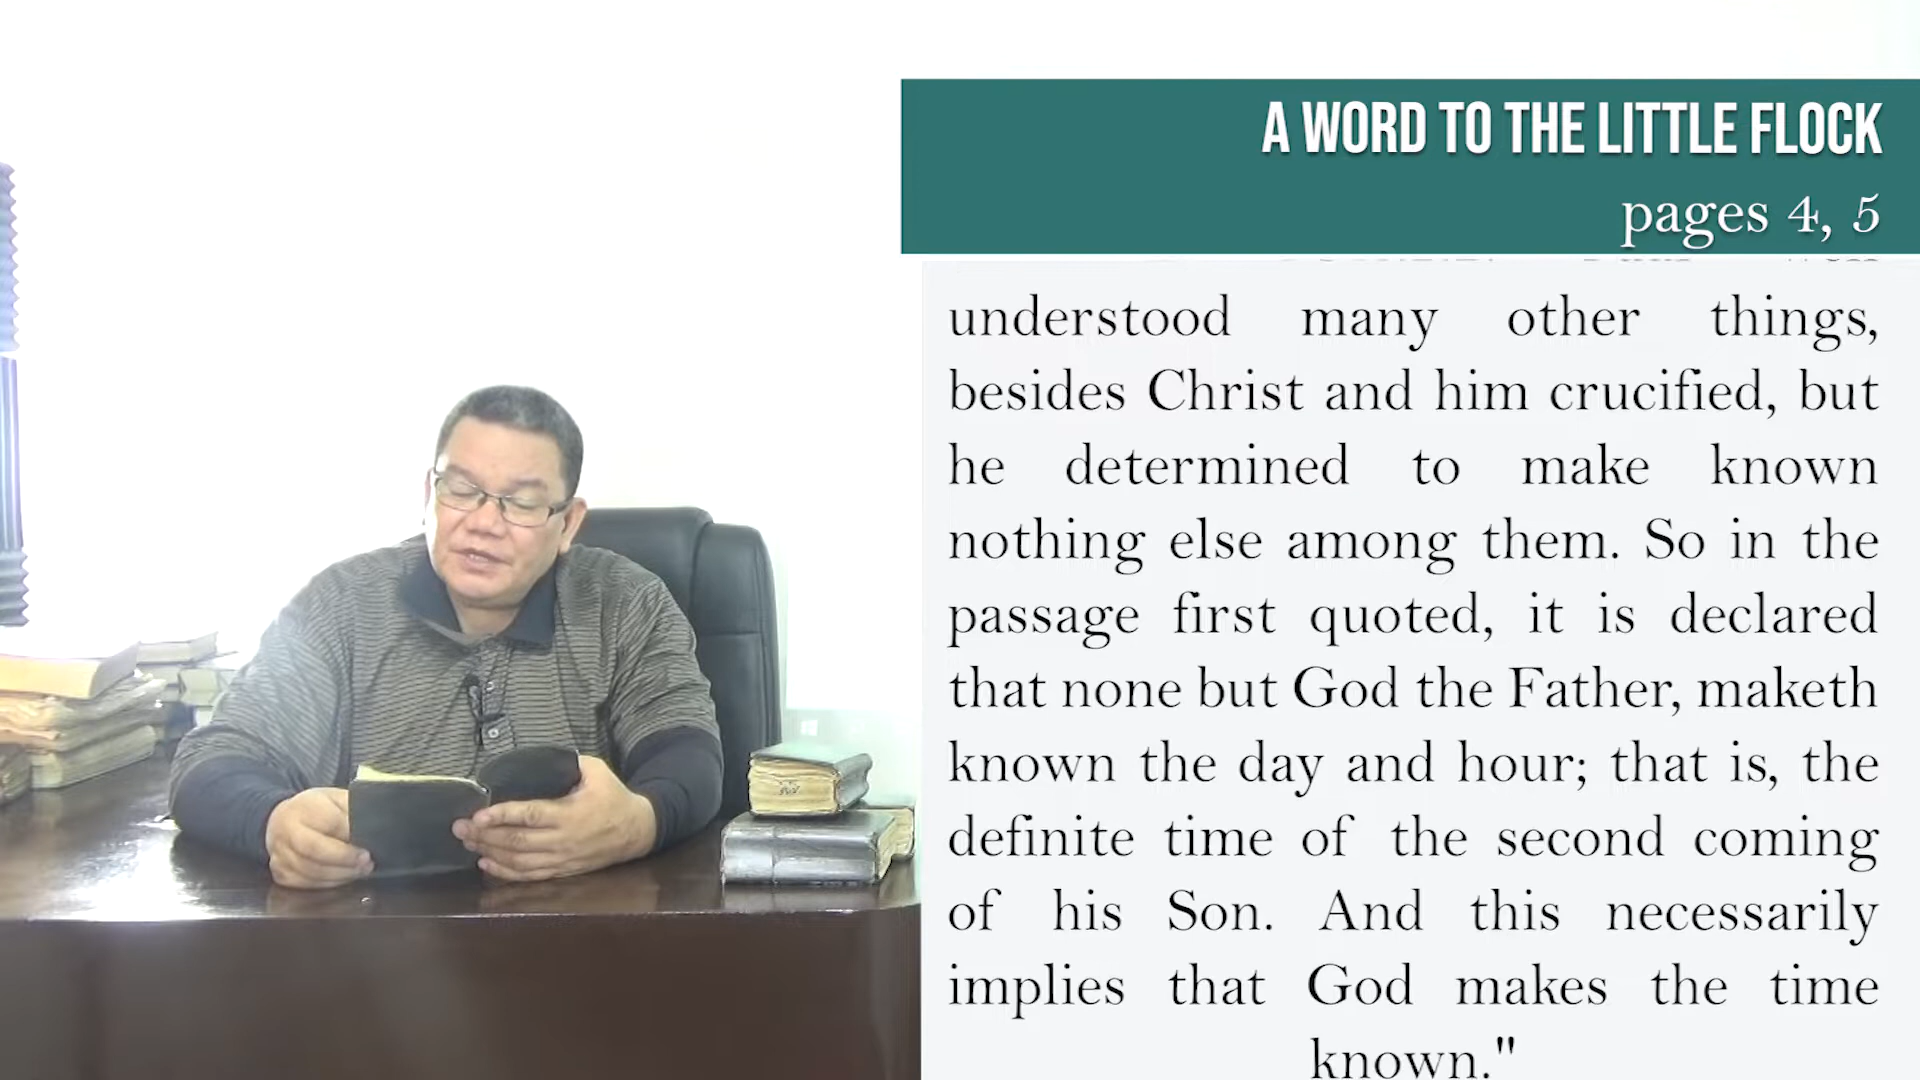 A WORD TO THE LITTLE FLOCK
pages 4, 5
understood many other things,
besides Christ and him crucified, but
he determined to make known
nothing else among them. So in the
passage first quoted, it is declared
that none but God the Father, maketh
known the day and hour; that is, the
definite time of the second coming
of his Son. And this necessarily
implies that God makes the time
known."